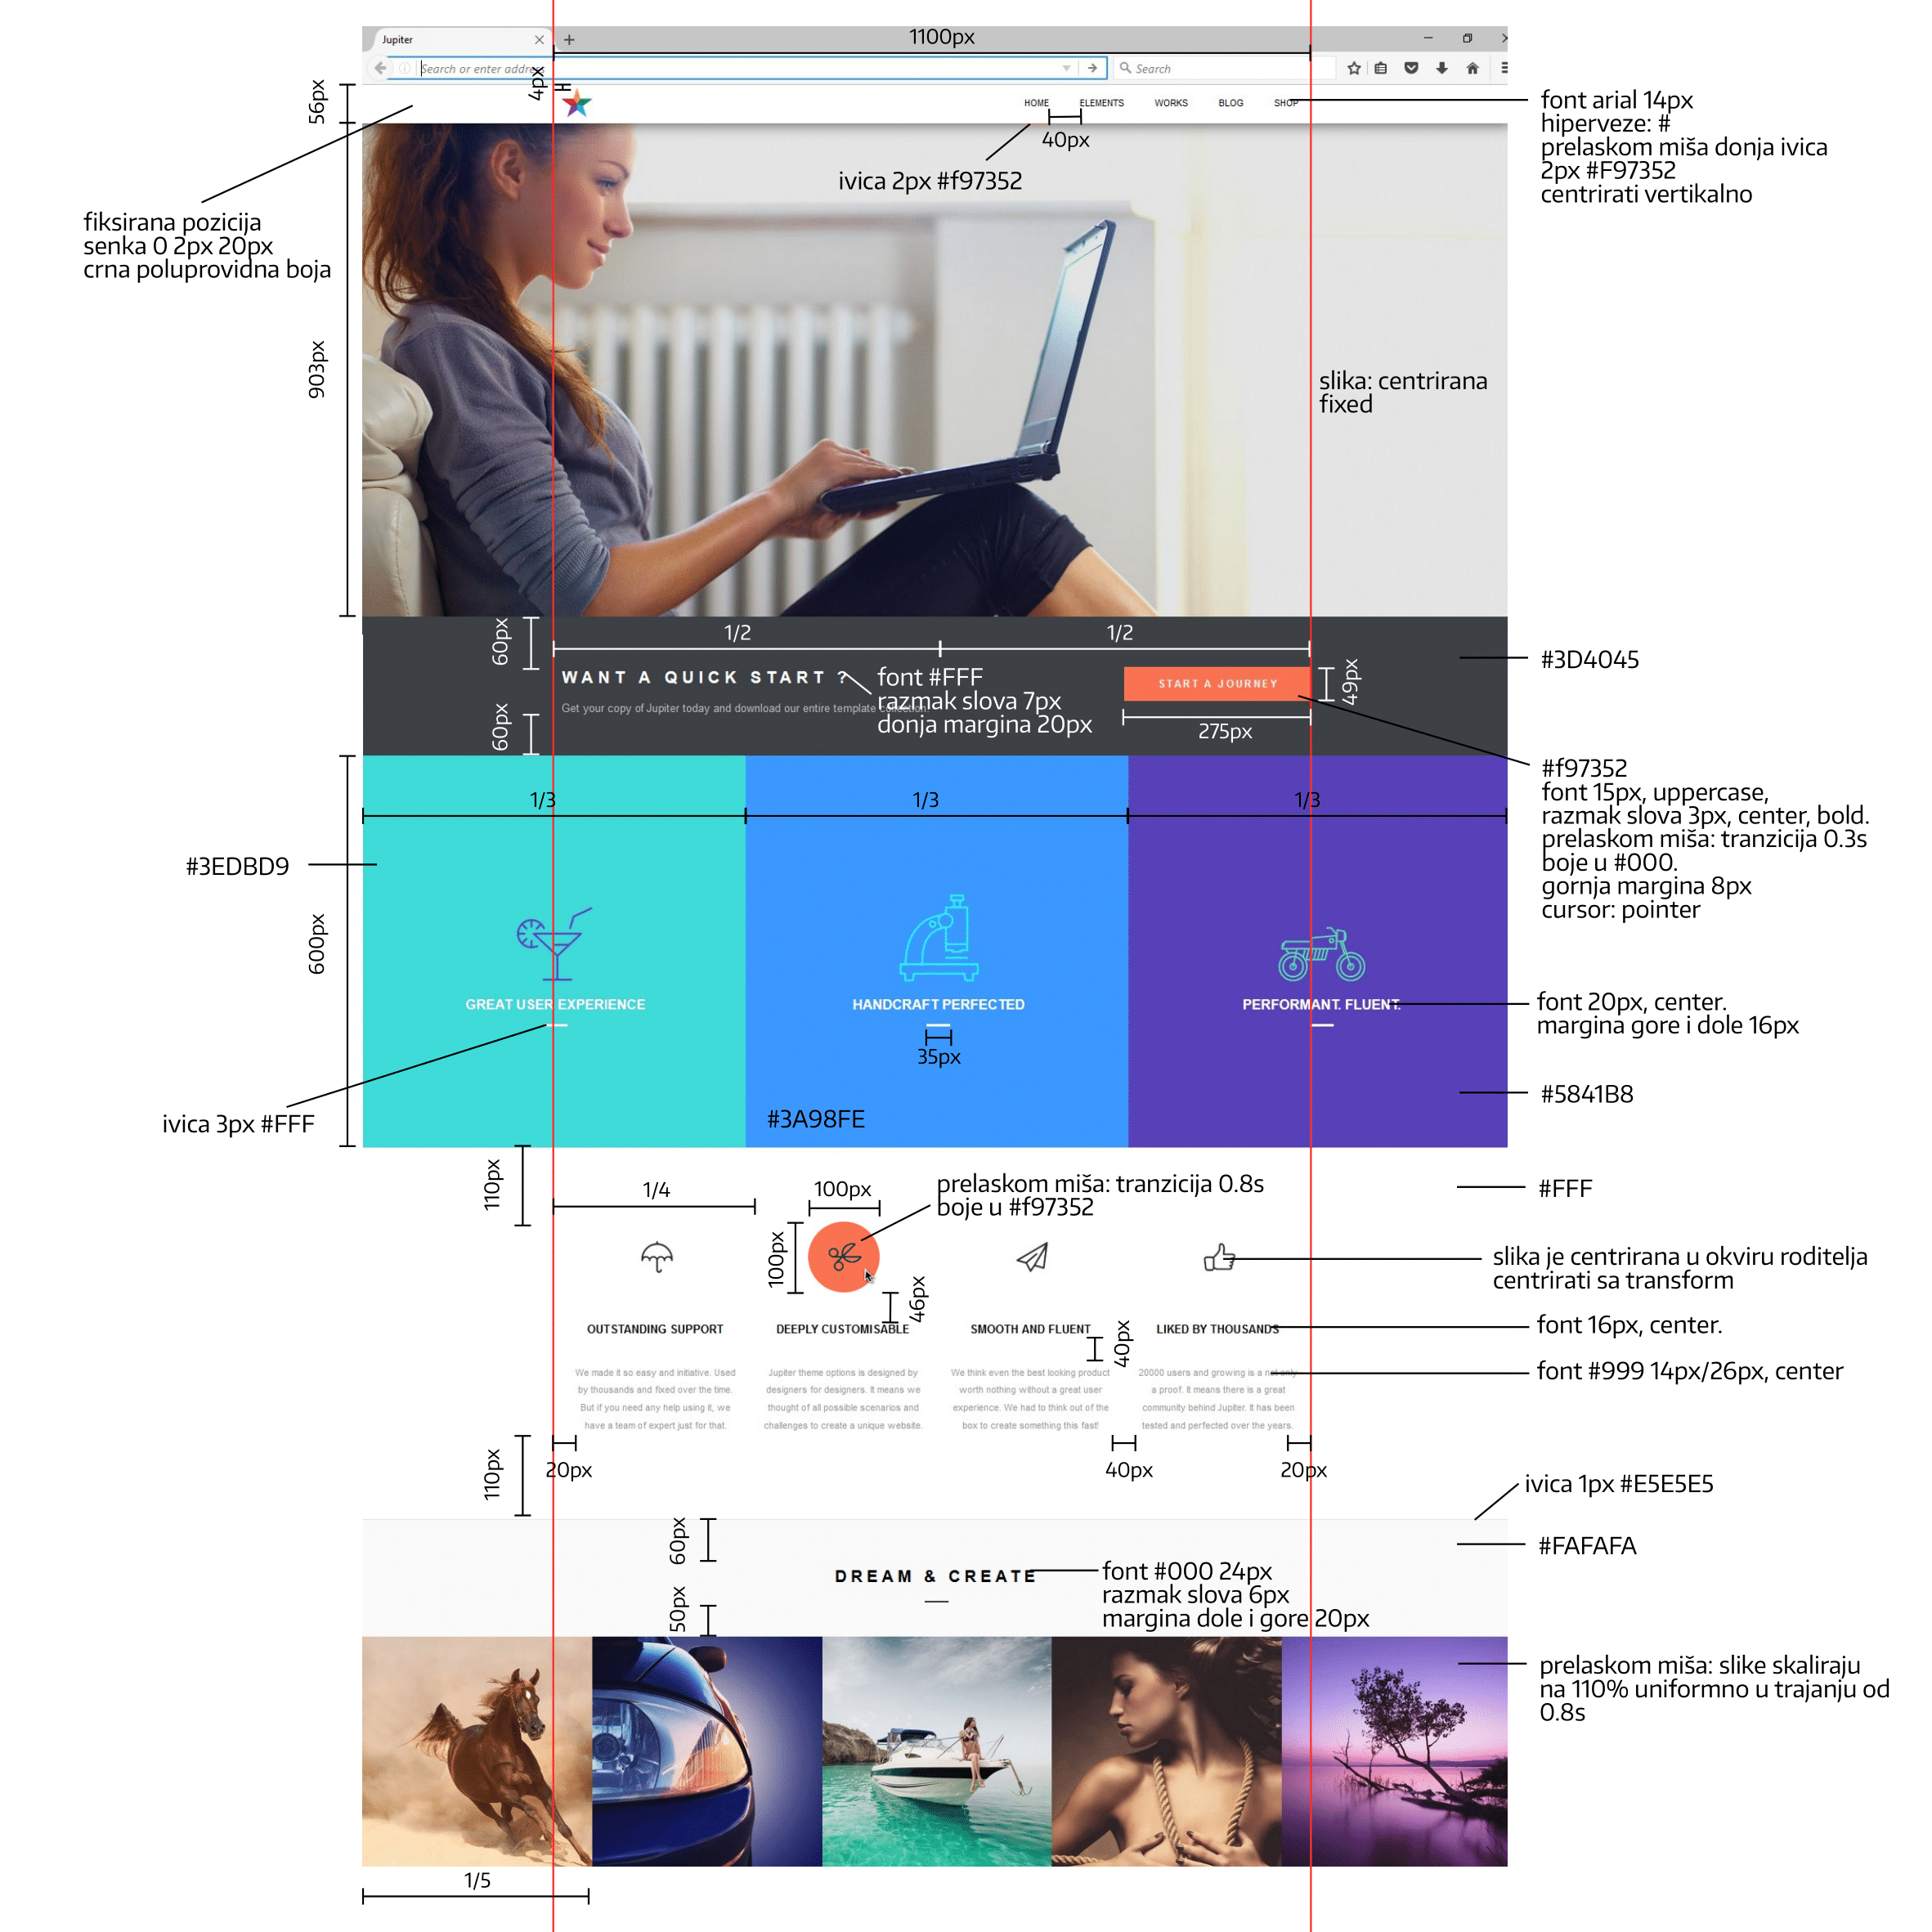 Jupiter
1100px
Search or enter addre
Search
4px
56px
HOME
ELEMENTS
WORKS
BLOG
SHOP
font arial 14px
hiperveze: #
prelaskom miša donja ivica
2px #F97352
centrirati vertikalno
40px
ivica 2px #f97352
fiksirana pozicija
senka 0 2px 20px
crna poluprovidna boja
903px
slika: centrirana
fixed
60px
1/2
1/2
#3D4045
WANT A QUICK START ?
font #FFF
razmak slova 7px
donja margina 20px
START A JOURNEY
49px
Get your copy of Jupiter today and download our entire template collection.
60px
275px
#f97352
font 15px, uppercase,
razmak slova 3px, center, bold.
prelaskom miša: tranzicija 0.3s
boje u #000.
gornja margina 8px
cursor: pointer
1/3
1/3
1/3
#3EDBD9
600px
GREAT USER EXPERIENCE
HANDCRAFT PERFECTED
PERFORMANT. FLUENT.
font 20px, center.
margina gore i dole 16px
35px
ivica 3px #FFF
#3A98FE
#5841B8
110px
1/4
100px
prelaskom miša: tranzicija 0.8s
boje u #f97352
#FFF
100px
slika je centrirana u okviru roditelja
centrirati sa transform
46px
OUTSTANDING SUPPORT
DEEPLY CUSTOMISABLE
SMOOTH AND FLUENT
LIKED BY THOUSANDS
font 16px, center.
40px
We made it so easy and initiative. Used
by thousands and fixed over the time.
But if you need any help using it, we
have a team of expert just for that.
Jupiter theme options is designed by
designers for designers. It means we
thought of all possible scenarios and
challenges to create a unique website.
We think even the best looking product
worth nothing without a great user
experience. We had to think out of the
box to create something this fast!
20000 users and growing is a not only
a proof. It means there is a great
community behind Jupiter. It has been
tested and perfected over the years.
font #999 14px/26px, center
110px
20px
40px
20px
ivica 1px #E5E5E5
60px
#FAFAFA
DREAM & CREATE
font #000 24px
razmak slova 6px
margina dole i gore 20px
50px
prelaskom miša: slike skaliraju
na 110% uniformno u trajanju od
0.8s
1/5